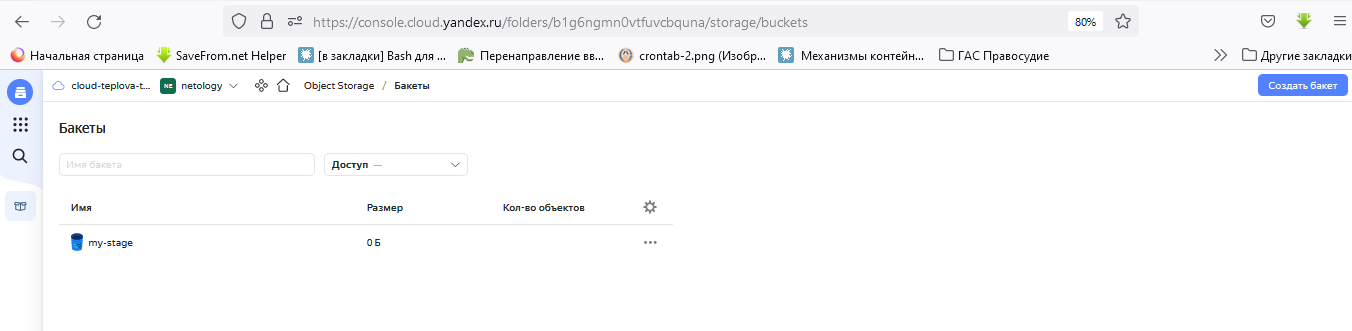 https://console.cloud.yandex.ru/folders/b1g6ngmn0vtfuvcbquna/storage/buckets 80%
Начальная страница SaveFrom.net Helper [в закладки] Bash для ... Перенаправление вв... crontab-2.png (Изобр... Механизмы контейн... ГАС Правосудие Другие закладки
cloud-teplova-t... NE netology Object Storage / Бакеты Создать бакет
Бакеты
Имя бакета Доступ —
Имя Размер Кол-во объектов
my-stage 0 Б